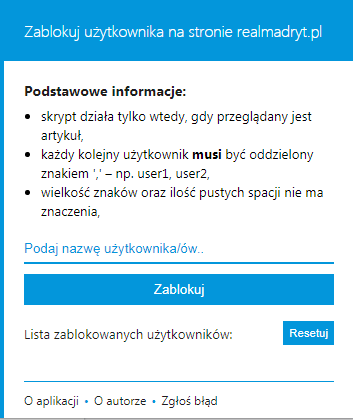 Zablokuj użytkownika na stronie realmadryt.pl
Podstawowe informacje:
• skrypt działa tylko wtedy, gdy przeglądany jest
artykuł,
• każdy kolejny użytkownik musi być oddzielony
znakiem ',' – np. user1, user2,
• wielkość znaków oraz ilość pustych spacji nie ma
znaczenia,
Podaj nazwę użytkownika/ów..
Zablokuj
Lista zablokowanych użytkowników: Resetuj
O aplikacji • O autorze • Zgłoś błąd